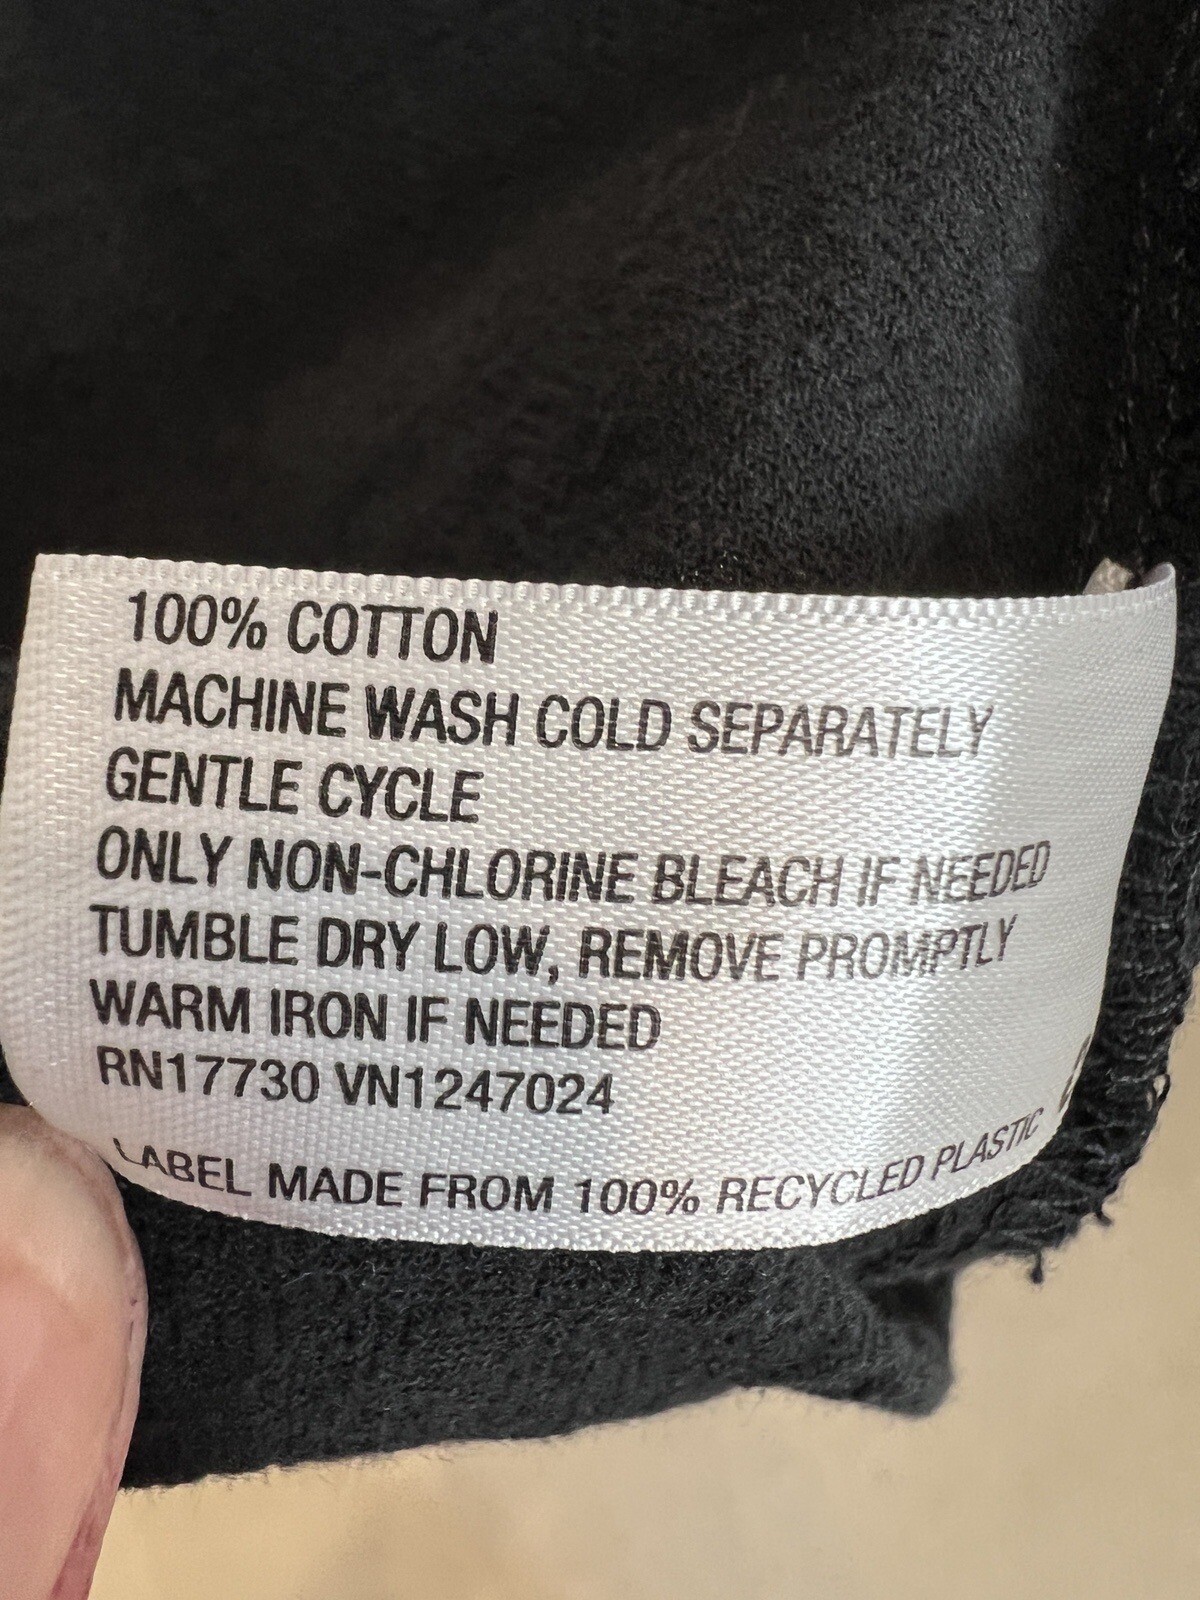 100% COTTON
MACHINE WASH COLD SEPARATELY
GENTLE CYCLE
ONLY NON-CHLORINE BLEACH IF NEEDED
TUMBLE DRY LOW, REMOVE PROMPTLY
WARM IRON IF NEEDED
RN17730 VN1247024
LABEL MADE FROM 100% RECYCLED PLASTIC